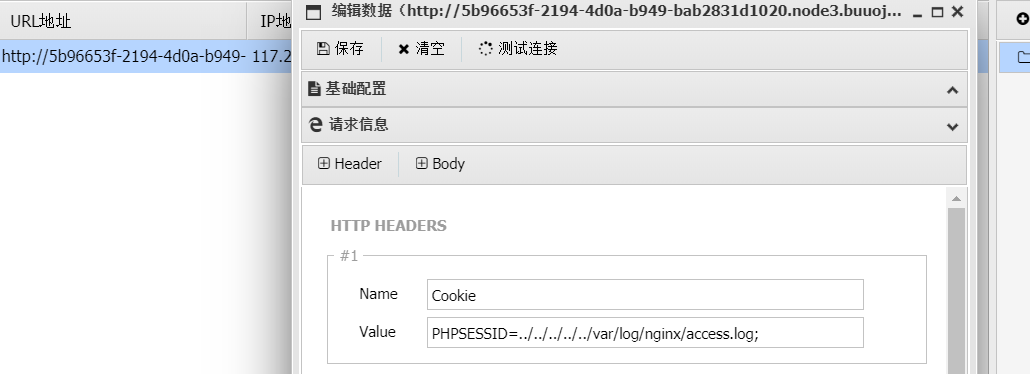 URL地址
IP地
http://5b96653f-2194-4d0a-b949-
117.2
编辑数据（http://5b96653f-2194-4d0a-b949-bab2831d1020.node3.buuoj...
保存
清空
测试连接
基础配置
请求信息
Header
Body
HTTP HEADERS
#1
Name
Cookie
Value
PHPSESSID=../../../../../var/log/nginx/access.log;